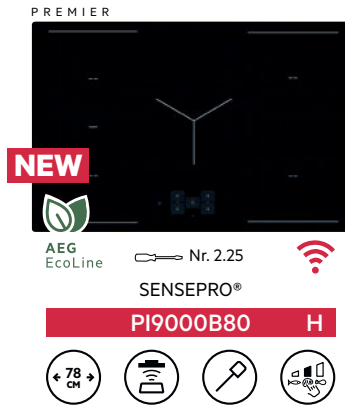 PREMIER
NEW
AEG
EcoLine
Nr. 2.25
SENSEPRO®
PI9000B80 H
78
CM